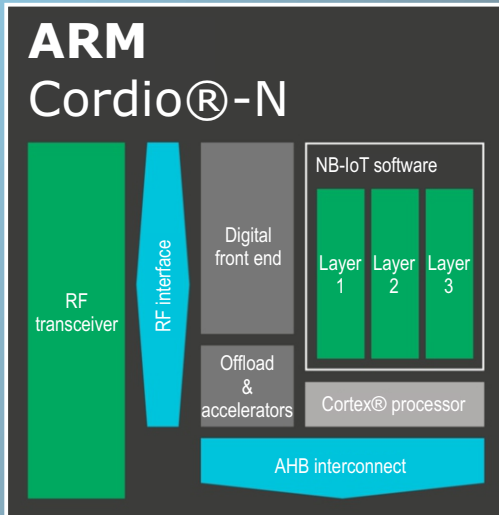 ARM
Cordio®-N
RF
transceiver
RF interface
Digital
front end
Offload
&
accelerators
NB-IoT software
Layer
1
Layer
2
Layer
3
Cortex® processor
AHB interconnect